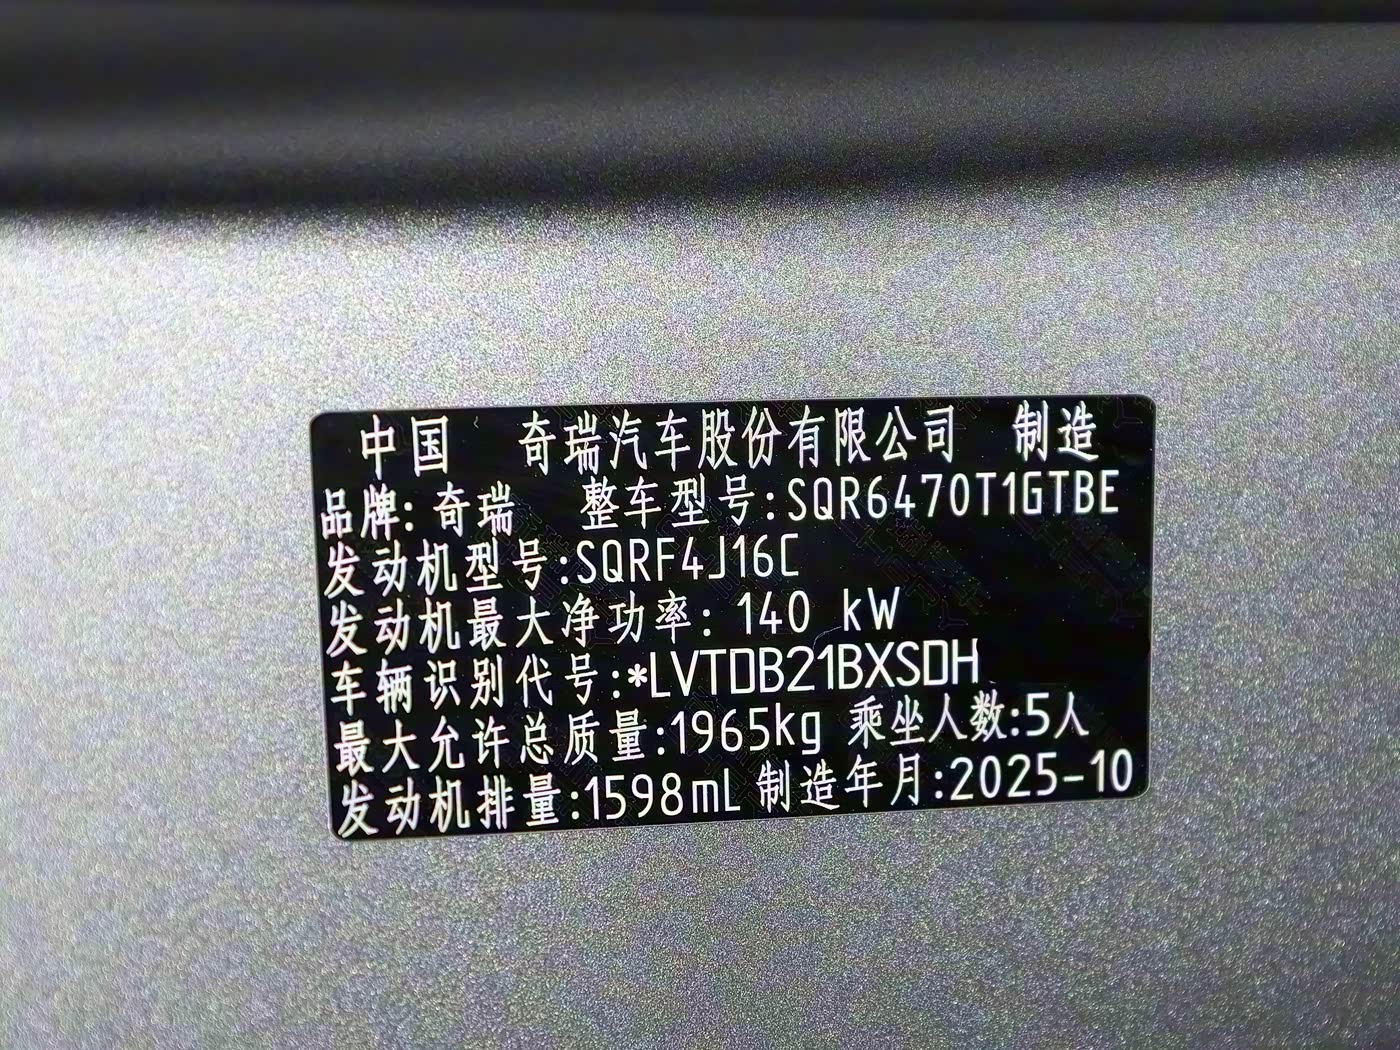 中国 奇瑞汽车股份有限公司 制造
品牌: 奇瑞 整车型号:SQR6470T1GTBE
发动机型号:SQRF4J16C
发动机最大净功率: 140 kW
车辆识别代号:*LVTDB21BXSDH
最大允许总质量:1965kg 乘坐人数:5人
发动机排量:1598mL 制造年月:2025-10